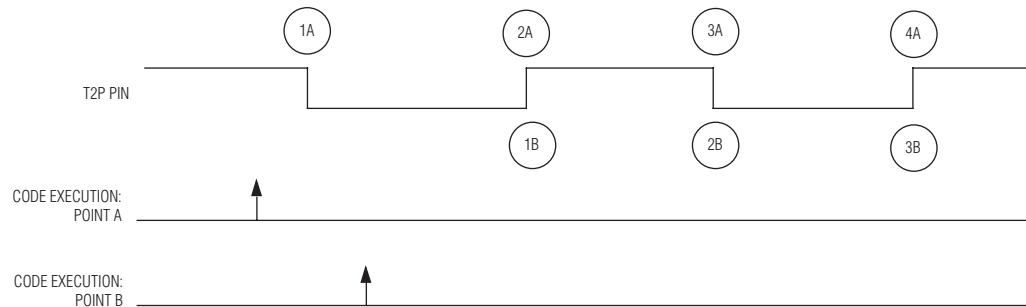 1A
2A
3A
4A
T2P PIN
1B
2B
3B
CODE EXECUTION:
POINT A
CODE EXECUTION:
POINT B